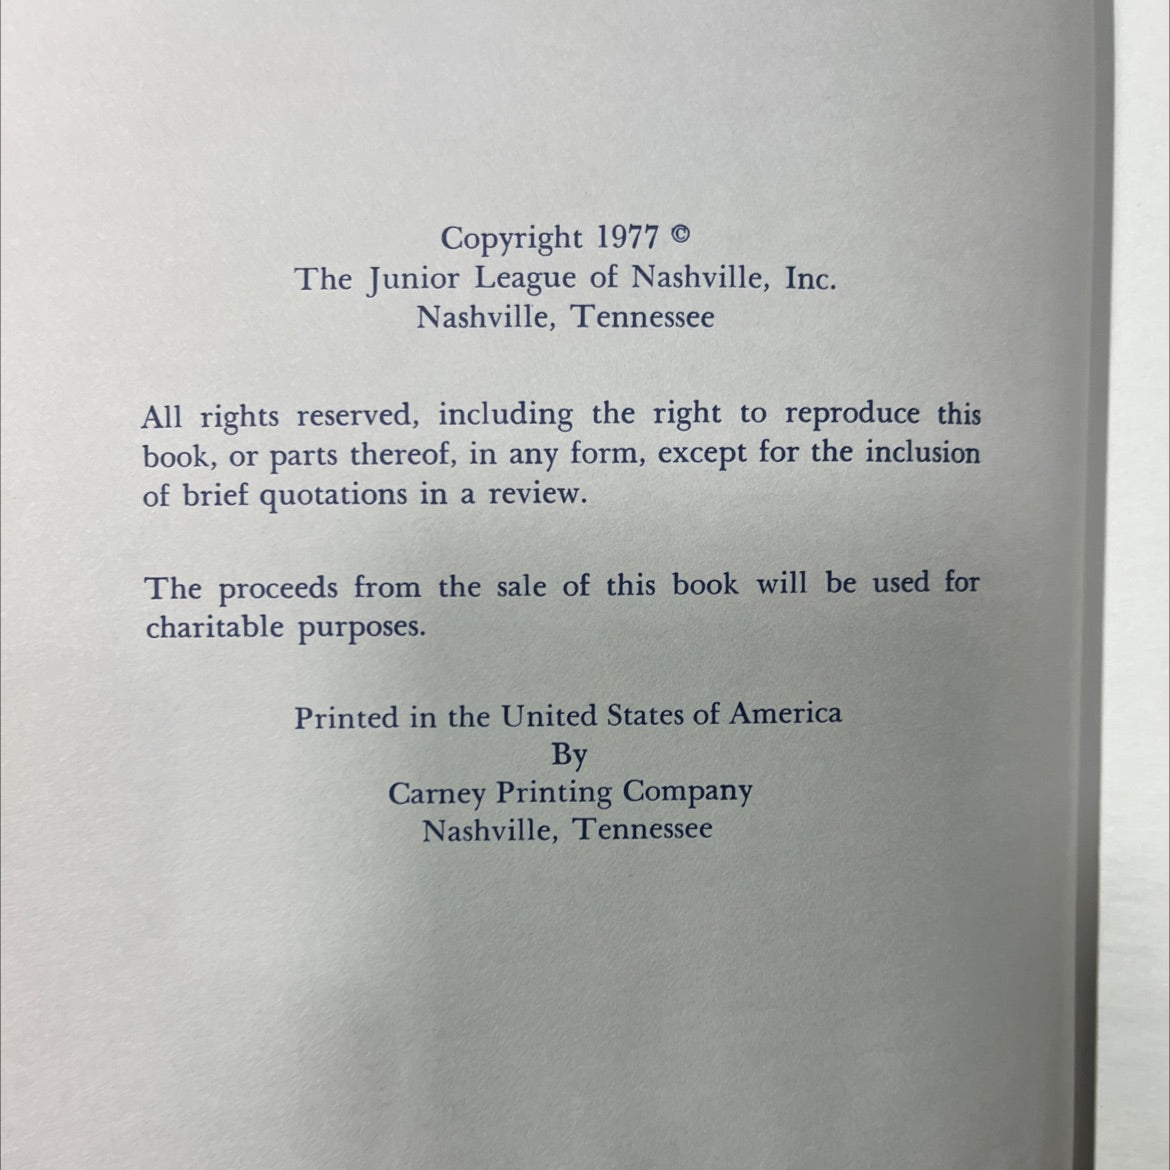 Copyright 1977 ©
The Junior League of Nashville, Inc.
Nashville, Tennessee
All rights reserved, including the right to reproduce this
book, or parts thereof, in any form, except for the inclusion
of brief quotations in a review.
The proceeds from the sale of this book will be used for
charitable purposes.
Printed in the United States of America
By
Carney Printing Company
Nashville, Tennessee